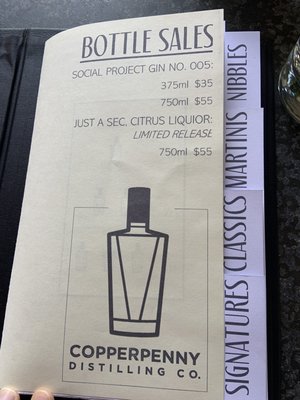 BOTTLE SALES
SOCIAL PROJECT GIN NO. 005:
375ml $35
750ml $55
JUST A SEC, CITRUS LIQUIOR:
LIMITED RELEASE
750ml $55
COPPERPENNY
DISTILLING CO.
SIGNATURES
CLASSICS
MARTINIS
NIBBLES